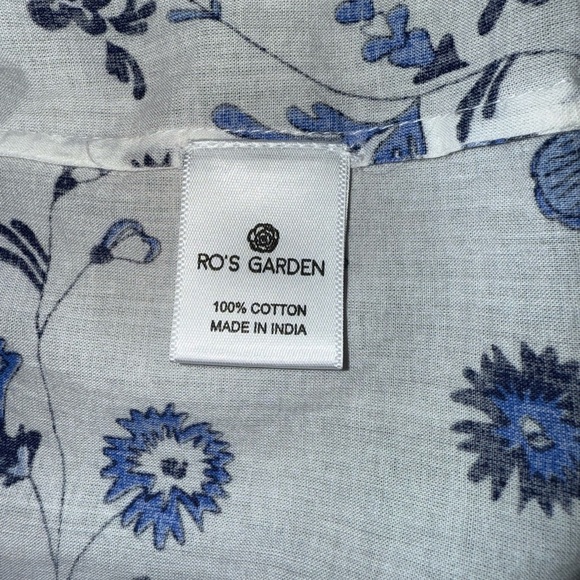 RO'S GARDEN
100% COTTON
MADE IN INDIA